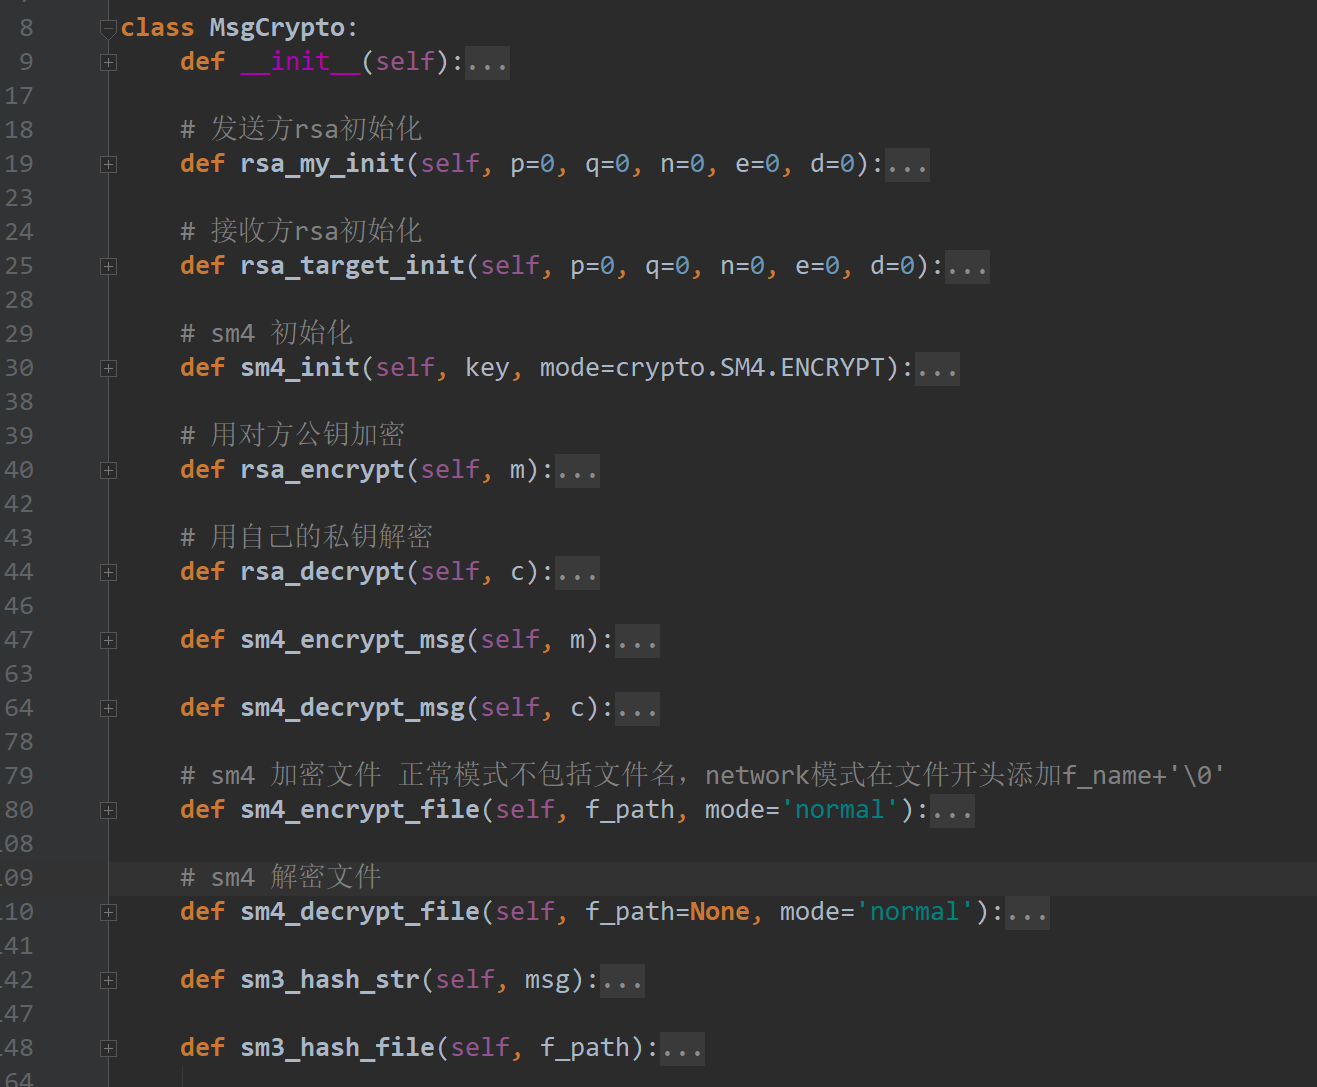 8 class MsgCrypto:
9 def __init__(self):...
17
18 # 发送方rsa初始化
19 def rsa_my_init(self, p=0, q=0, n=0, e=0, d=0):...
23
24 # 接收方rsa初始化
25 def rsa_target_init(self, p=0, q=0, n=0, e=0, d=0):...
28
29 # sm4 初始化
30 def sm4_init(self, key, mode=crypto.SM4.ENCRYPT):...
38
39 # 用对方公钥加密
40 def rsa_encrypt(self, m):...
42
43 # 用自己的私钥解密
44 def rsa_decrypt(self, c):...
46
47 def sm4_encrypt_msg(self, m):...
63
64 def sm4_decrypt_msg(self, c):...
78
79 # sm4 加密文件 正常模式不包括文件名，network模式在文件开头添加f_name+'\0'
80 def sm4_encrypt_file(self, f_path, mode='normal'):...
108
109 # sm4 解密文件
110 def sm4_decrypt_file(self, f_path=None, mode='normal'):...
141
142 def sm3_hash_str(self, msg):...
147
148 def sm3_hash_file(self, f_path):...
64